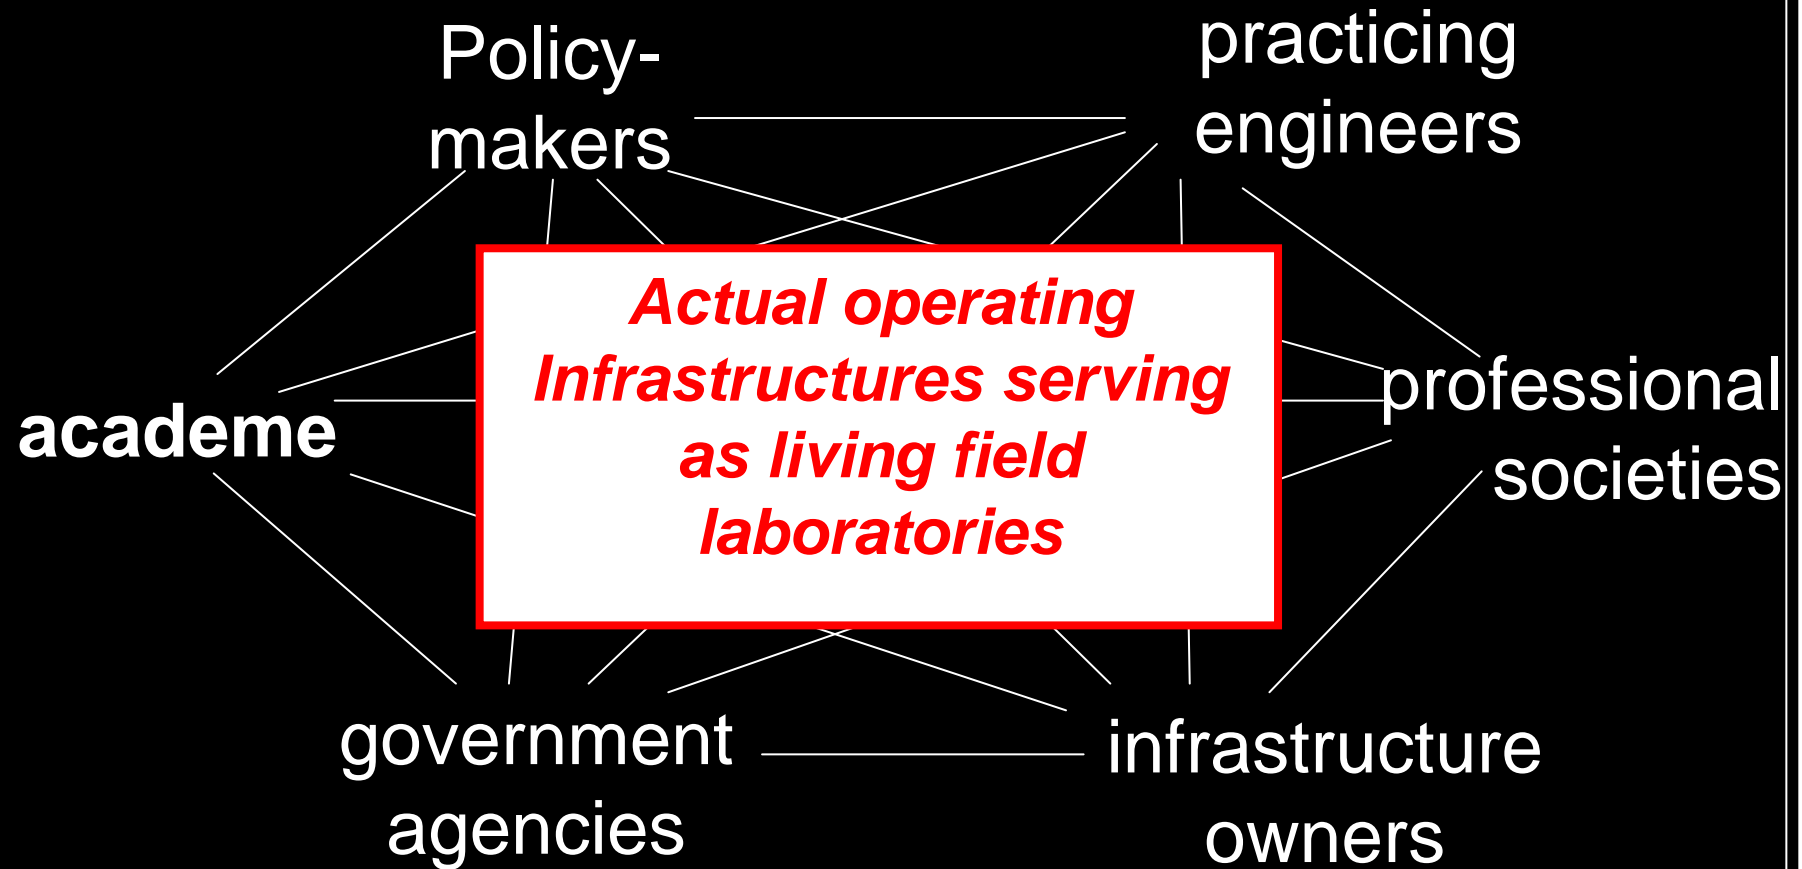 Policy-
makers
practicing
engineers
Actual operating
Infrastructures serving
as living field
laboratories
academe
professional
societies
government
agencies
infrastructure
owners